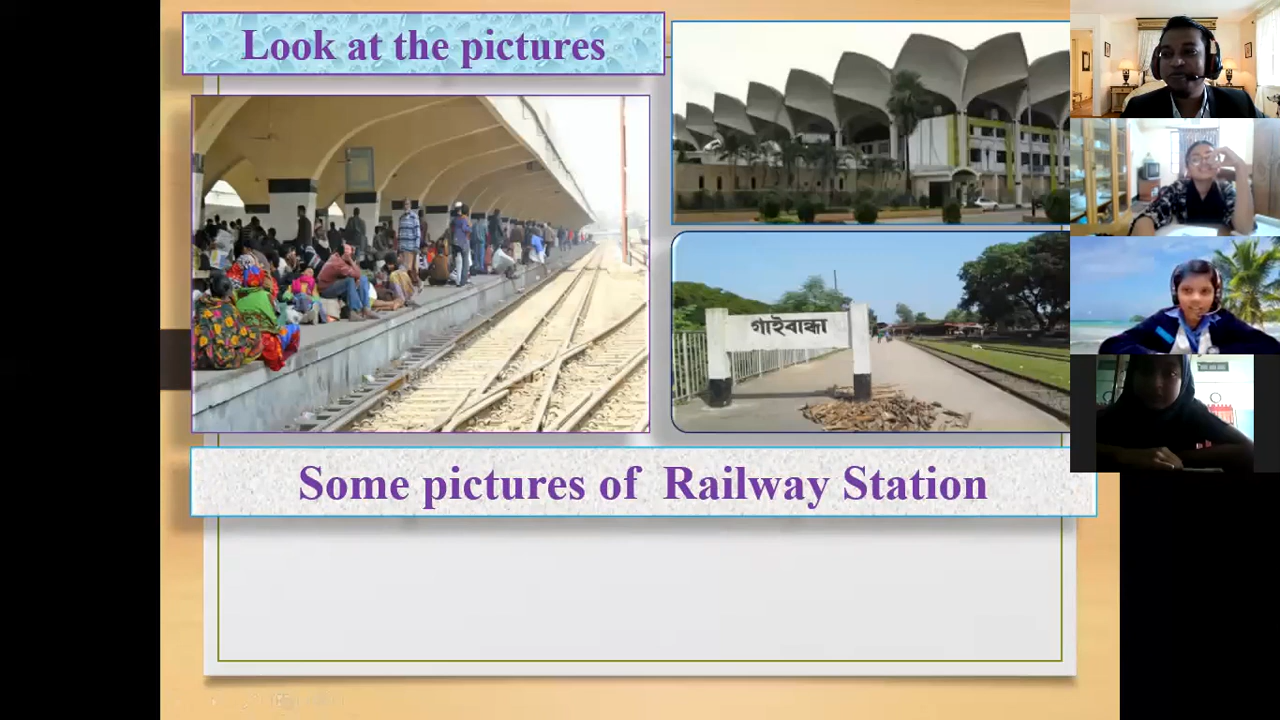 Look at the pictures
গাইবান্ধা
Some pictures of Railway Station